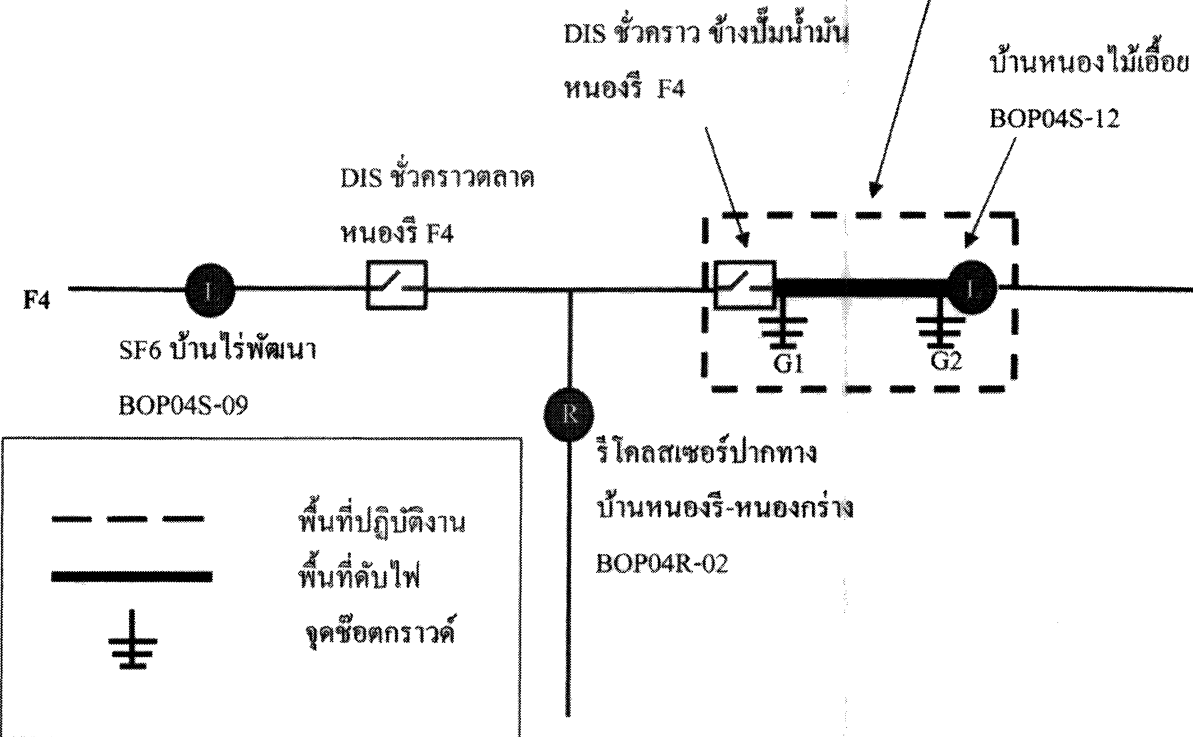 DIS ชั่วคราว ข้างปั๊มน้ำมัน
หนองรี F4
บ้านหนองไม้เอื้อย
BOP04S-12
DIS ชั่วคราวตลาด
หนองรี F4
F4
SF6 บ้านไร่พัฒนา
BOP04S-09
G1
G2
R
รีโคลสเซอร์ปากทาง
บ้านหนองรี-หนองกร่าง
BOP04R-02
พื้นที่ปฏิบัติงาน
พื้นที่ดับไฟ
จุดช๊อตกราวด์